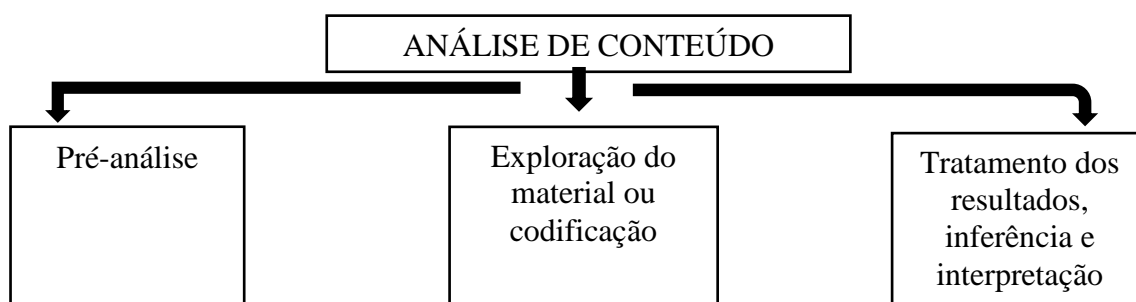 ANÁLISE DE CONTEÚDO
Pré-análise
Exploração do
material ou
codificação
Tratamento dos
resultados,
inferência e
interpretação